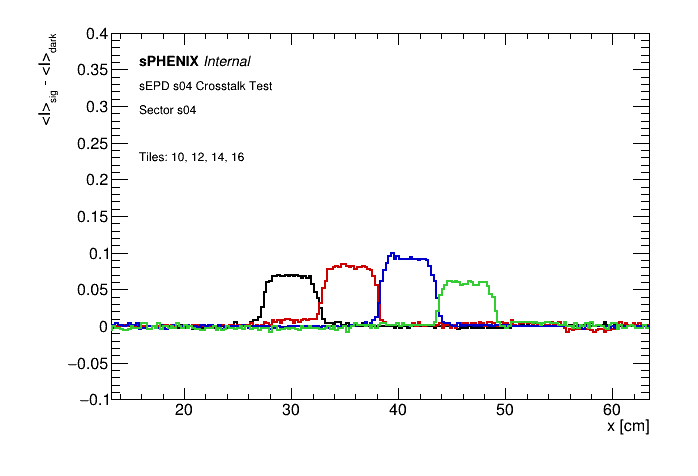 <I>sig - <I>dark
0.4
0.35
0.3
0.25
0.2
0.15
0.1
0.05
0
−0.05
−0.1
sPHENIX Internal
sEPD s04 Crosstalk Test
Sector s04
Tiles: 10, 12, 14, 16
20 30 40 50 60
x [cm]